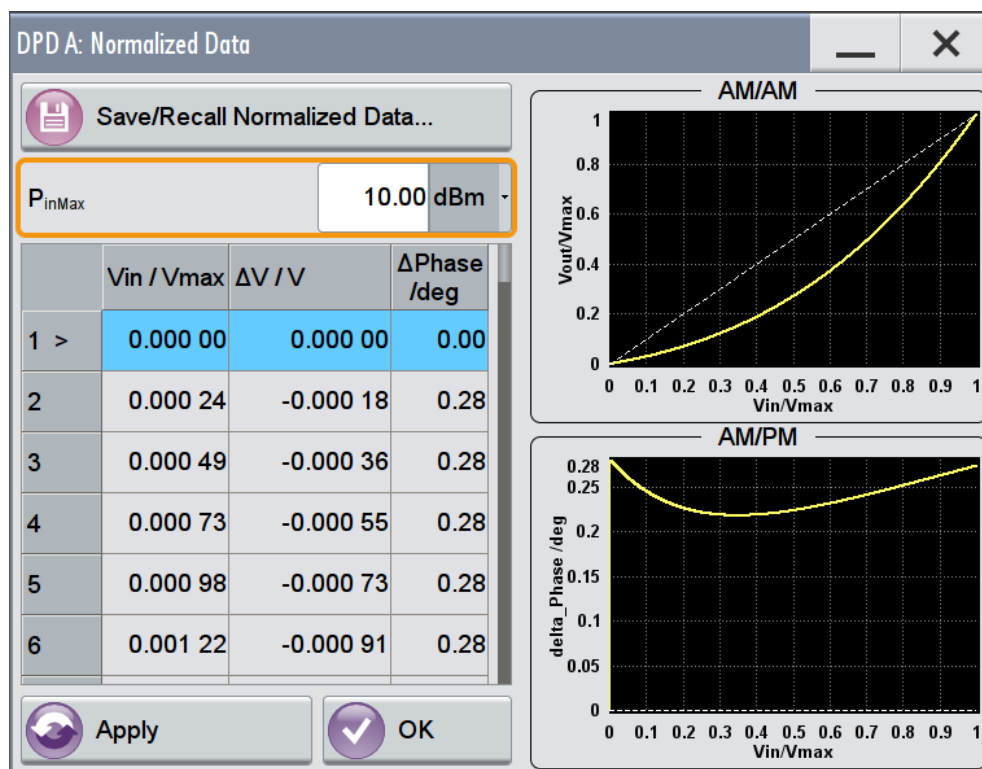 DPD A: Normalized Data
Save/Recall Normalized Data...
PinMax 10.00 dBm
Vin / Vmax ΔV / V ΔPhase /deg
1 > 0.000 00 0.000 00 0.00
2 0.000 24 -0.000 18 0.28
3 0.000 49 -0.000 36 0.28
4 0.000 73 -0.000 55 0.28
5 0.000 98 -0.000 73 0.28
6 0.001 22 -0.000 91 0.28
Apply
OK
AM/AM
Vout/Vmax
1
0.8
0.6
0.4
0.2
0
0 0.1 0.2 0.3 0.4 0.5 0.6 0.7 0.8 0.9 1
Vin/Vmax
AM/PM
delta_Phase /deg
0.28
0.25
0.2
0.15
0.1
0.05
0
0 0.1 0.2 0.3 0.4 0.5 0.6 0.7 0.8 0.9 1
Vin/Vmax